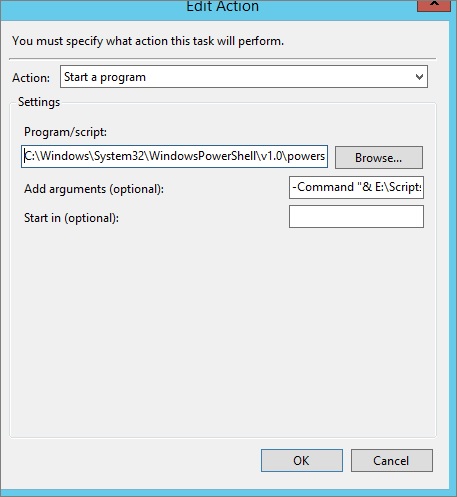 Edit Action
You must specify what action this task will perform.
Action: Start a program
Settings
Program/script:
C:\Windows\System32\WindowsPowerShell\v1.0\powers Browse...
Add arguments (optional): -Command "& E:\Scripts
Start in (optional):
OK Cancel